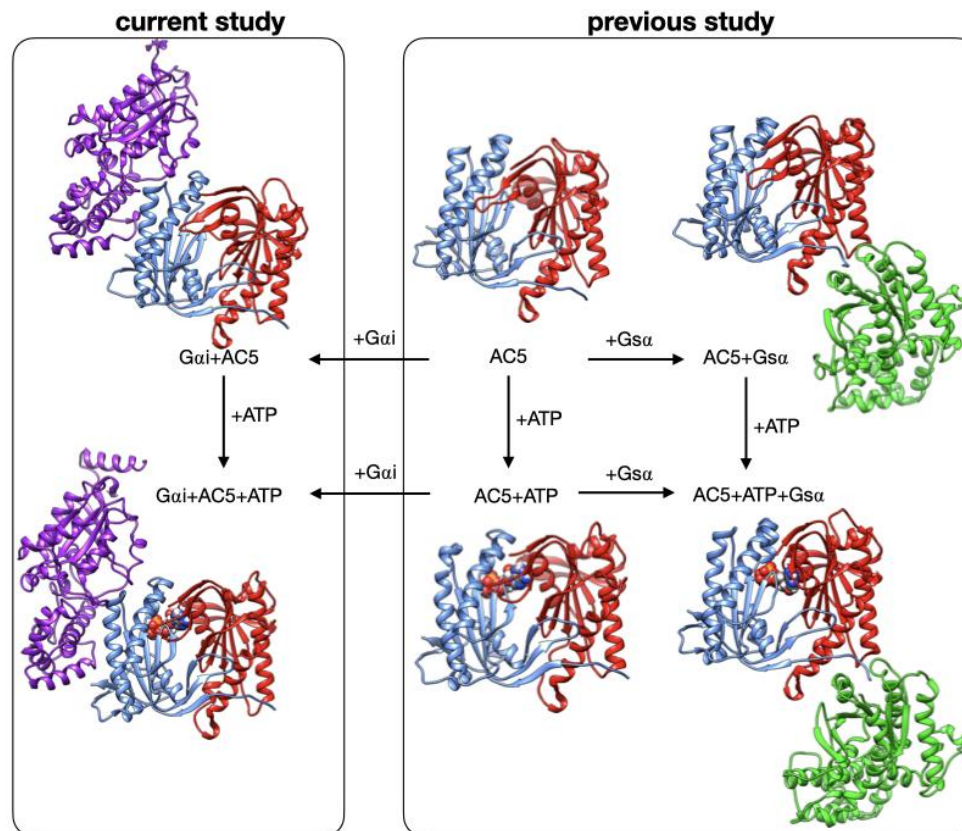 current study
previous study
+Gαi
+Gsα
Gαi+AC5
AC5
AC5+Gsα
+ATP
+ATP
+ATP
+Gαi
+Gsα
Gαi+AC5+ATP
AC5+ATP
AC5+ATP+Gsα